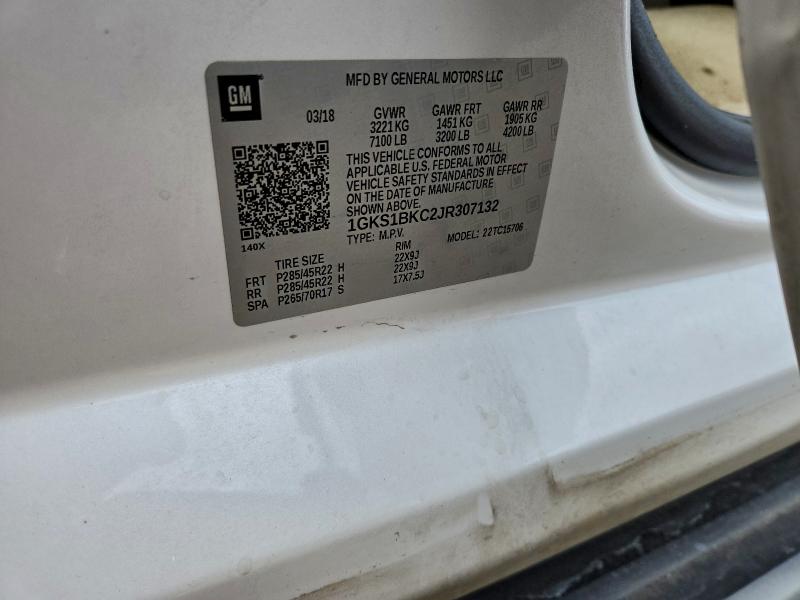 GM
MFD BY GENERAL MOTORS LLC
03/18 GVWR GAWR FRT GAWR RR
3221 KG 1451 KG 1905 KG
7100 LB 3200 LB 4200 LB
THIS VEHICLE CONFORMS TO ALL
APPLICABLE U.S. FEDERAL MOTOR
VEHICLE SAFETY STANDARDS IN EFFECT
ON THE DATE OF MANUFACTURE
SHOWN ABOVE.
1GKS1BKC2JR307132
140X TYPE: M.P.V. MODEL: 22TC15706
TIRE SIZE RIM
FRT P285/45R22 H 22X9J
RR P285/45R22 H 22X9J
SPA P265/70R17 S 17X7.5J